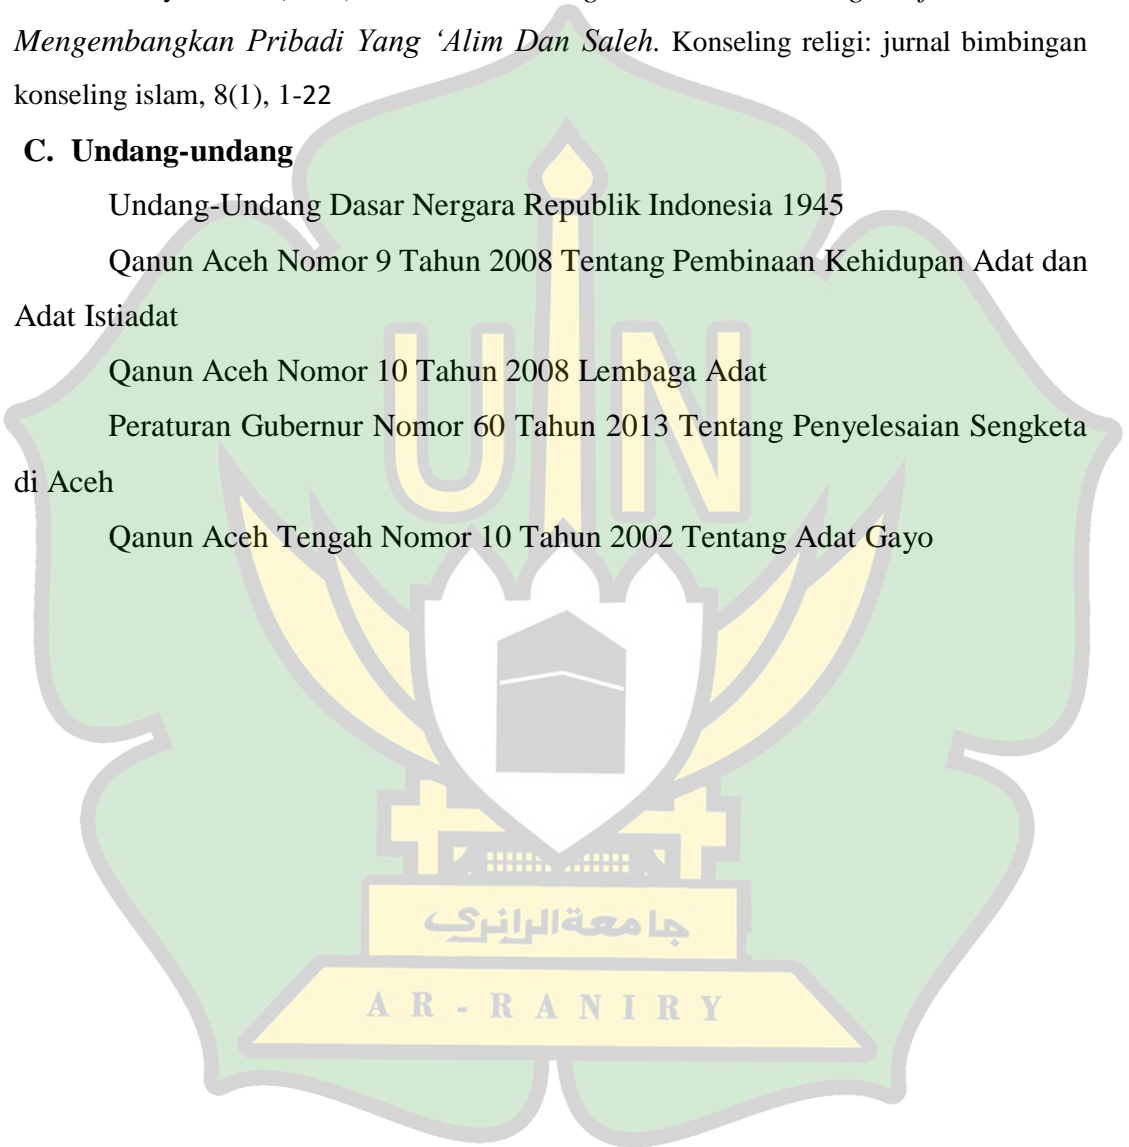 Mengembangkan Pribadi Yang ‘Alim Dan Saleh. Konseling religi: jurnal bimbingan
konseling islam, 8(1), 1-22
C. Undang-undang
Undang-Undang Dasar Nergara Republik Indonesia 1945
Qanun Aceh Nomor 9 Tahun 2008 Tentang Pembinaan Kehidupan Adat dan
Adat Istiadat
Qanun Aceh Nomor 10 Tahun 2008 Lembaga Adat
Peraturan Gubernur Nomor 60 Tahun 2013 Tentang Penyelesaian Sengketa
di Aceh
Qanun Aceh Tengah Nomor 10 Tahun 2002 Tentang Adat Gayo
UIN
جامعة الرانري
AR-RANIRY